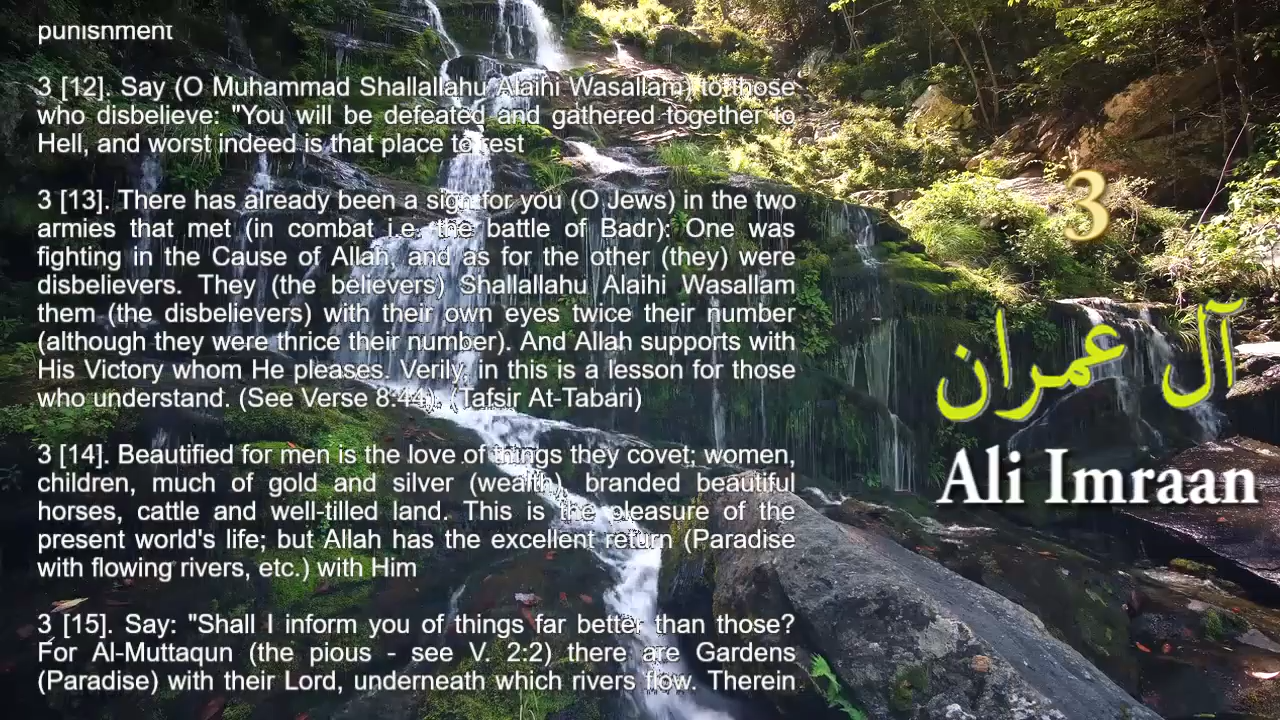 punishment
3 [12]. Say (O Muhammad Shallallahu Alaihi Wasallam) to those
who disbelieve: "You will be defeated and gathered together to
Hell, and worst indeed is that place to rest
3 [13]. There has already been a sign for you (O Jews) in the two
armies that met (in combat i.e. the battle of Badr): One was
fighting in the Cause of Allah, and as for the other (they) were
disbelievers. They (the believers) Shallallahu Alaihi Wasallam
them (the disbelievers) with their own eyes twice their number
(although they were thrice their number). And Allah supports with
His Victory whom He pleases. Verily, in this is a lesson for those
who understand. (See Verse 8:44). (Tafsir At-Tabari)
3 [14]. Beautified for men is the love of things they covet; women,
children, much of gold and silver (wealth), branded beautiful
horses, cattle and well-tilled land. This is the pleasure of the
present world's life; but Allah has the excellent return (Paradise
with flowing rivers, etc.) with Him
3 [15]. Say: "Shall I inform you of things far better than those?
For Al-Muttaqun (the pious - see V. 2:2) there are Gardens
(Paradise) with their Lord, underneath which rivers flow. Therein
3
آل عمران
Ali Imraan